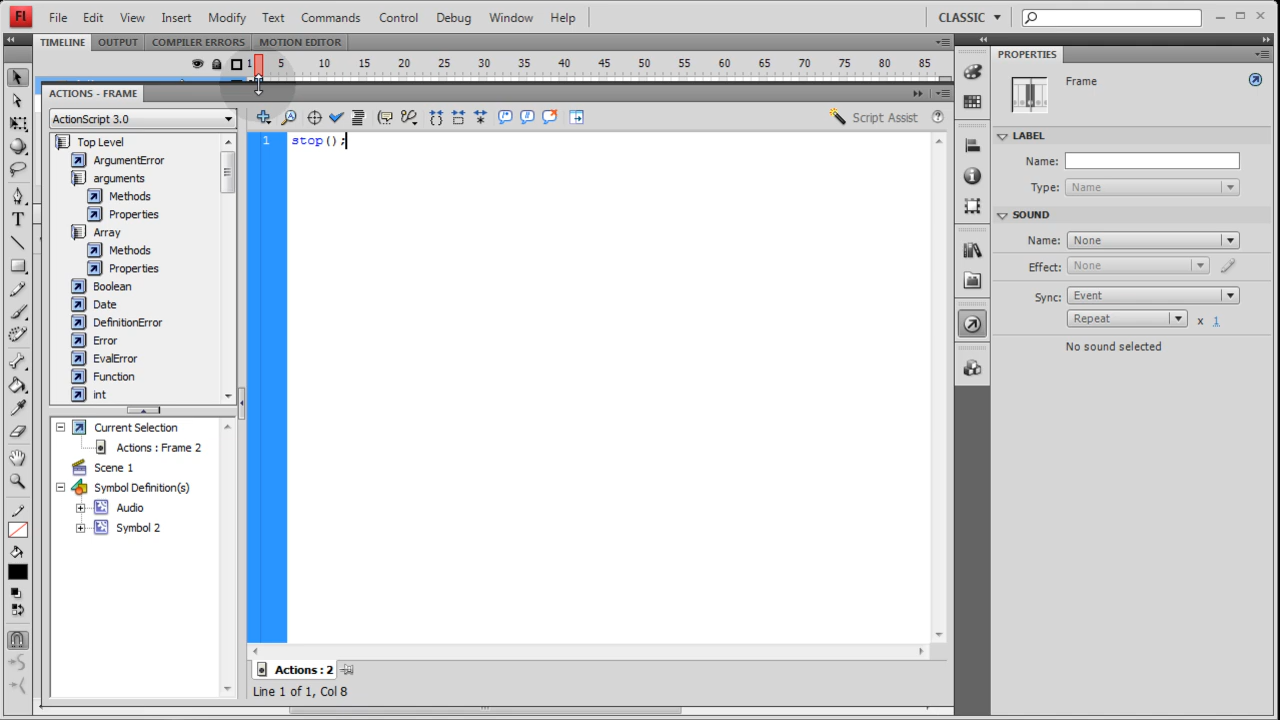 Fl File Edit View Insert Modify Text Commands Control Debug Window Help CLASSIC
TIMELINE OUTPUT COMPILER ERRORS MOTION EDITOR
1 5 10 15 20 25 30 35 40 45 50 55 60 65 70 75 80 85
ACTIONS - FRAME
ActionScript 3.0
Script Assist
Top Level
ArgumentError
arguments
Methods
Properties
Array
Methods
Properties
Boolean
Date
DefinitionError
Error
EvalError
Function
int
Current Selection
Actions : Frame 2
Scene 1
Symbol Definition(s)
Audio
Symbol 2
1 stop();
Actions : 2
Line 1 of 1, Col 8
PROPERTIES
Frame
LABEL
Name:
Type: Name
SOUND
Name: None
Effect: None
Sync: Event
Repeat x 1
No sound selected